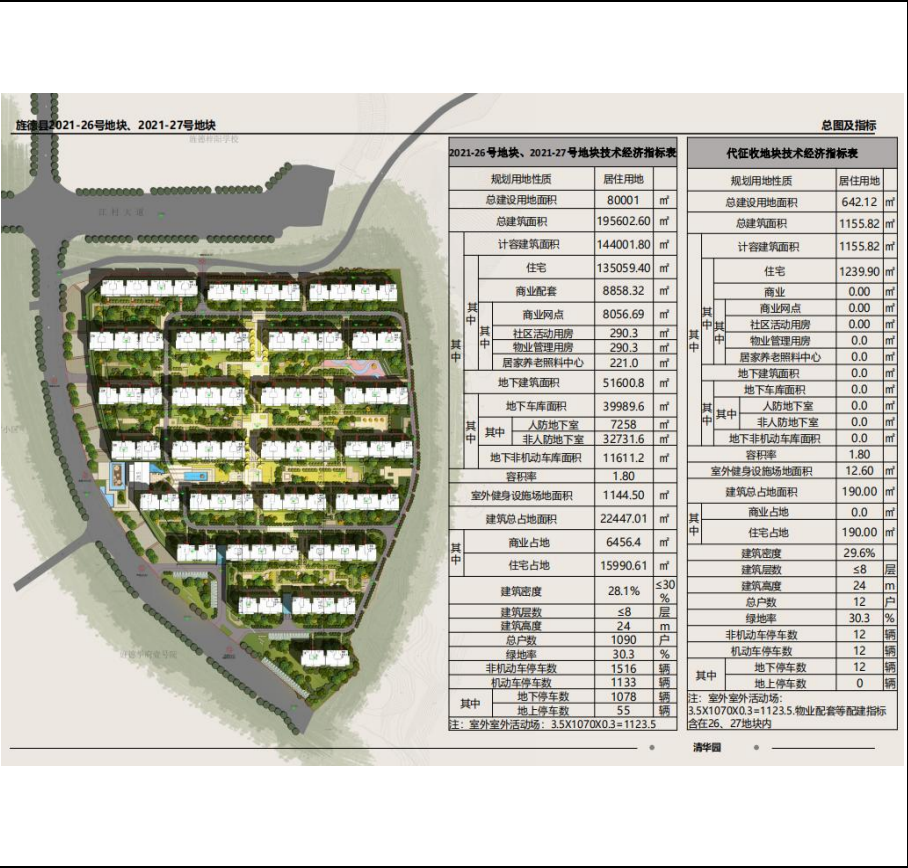 旌德县2021-26号地块、2021-27号地块
总图及指标
旌德梓阳学校
江村大道
2021-26号地块、2021-27号地块技术经济指标表
规划用地性质 居住用地
总建设用地面积 80001 ㎡
总建筑面积 195602.60 ㎡
其中
计容建筑面积 144001.80 ㎡
其中
住宅 135059.40 ㎡
商业配套 8858.32 ㎡
其中
商业网点 8056.69 ㎡
社区活动用房 290.3 ㎡
物业管理用房 290.3 ㎡
居家养老照料中心 221.0 ㎡
地下建筑面积 51600.8 ㎡
其中
地下车库面积 39989.6 ㎡
其中
人防地下室 7258 ㎡
非人防地下室 32731.6 ㎡
地下非机动车库面积 11611.2 ㎡
容积率 1.80
室外健身设施场地面积 1144.50 ㎡
建筑总占地面积 22447.01 ㎡
其中
商业占地 6456.4 ㎡
住宅占地 15990.61 ㎡
建筑密度 28.1% ≤30%
建筑层数 ≤8 层
建筑高度 24 m
总户数 1090 户
绿地率 30.3 %
非机动车停车数 1516 辆
机动车停车数 1133 辆
其中
地下停车数 1078 辆
地上停车数 55 辆
注：室外室外活动场：3.5X1070X0.3=1123.5
代征收地块技术经济指标表
规划用地性质 居住用地
总建设用地面积 642.12 ㎡
总建筑面积 1155.82 ㎡
其中
计容建筑面积 1155.82 ㎡
其中
住宅 1239.90 ㎡
商业 0.00 ㎡
其中
商业网点 0.00 ㎡
社区活动用房 0.00 ㎡
物业管理用房 0.0 ㎡
居家养老照料中心 0.0 ㎡
地下建筑面积 0.0 ㎡
其中
地下车库面积 0.0 ㎡
其中
人防地下室 0.0 ㎡
非人防地下室 0.0 ㎡
地下非机动车库面积 0.0 ㎡
容积率 1.80
室外健身设施场地面积 12.60 ㎡
建筑总占地面积 190.00 ㎡
其中
商业占地 0.0 ㎡
住宅占地 190.00 ㎡
建筑密度 29.6%
建筑层数 ≤8 层
建筑高度 24 m
总户数 12 户
绿地率 30.3 %
非机动车停车数 12 辆
机动车停车数 12 辆
其中
地下停车数 12 辆
地上停车数 0 辆
注：室外室外活动场:
3.5X1070X0.3=1123.5.物业配套等配建指标
含在26、27地块内
清华园